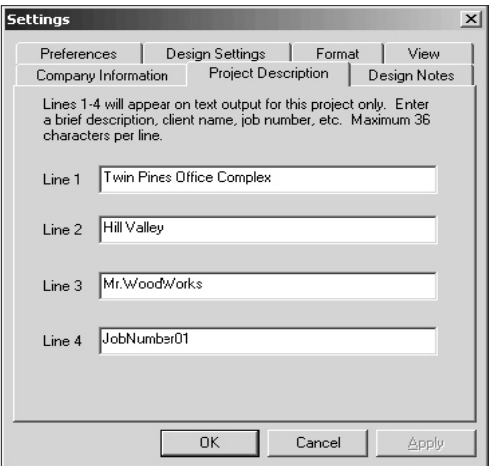 Settings
Preferences Design Settings Format View
Company Information Project Description Design Notes
Lines 1-4 will appear on text output for this project only. Enter
a brief description, client name, job number, etc. Maximum 36
characters per line.
Line 1 Twin Pines Office Complex
Line 2 Hill Valley
Line 3 Mr.WoodWorks
Line 4 JobNumber01
OK Cancel Apply